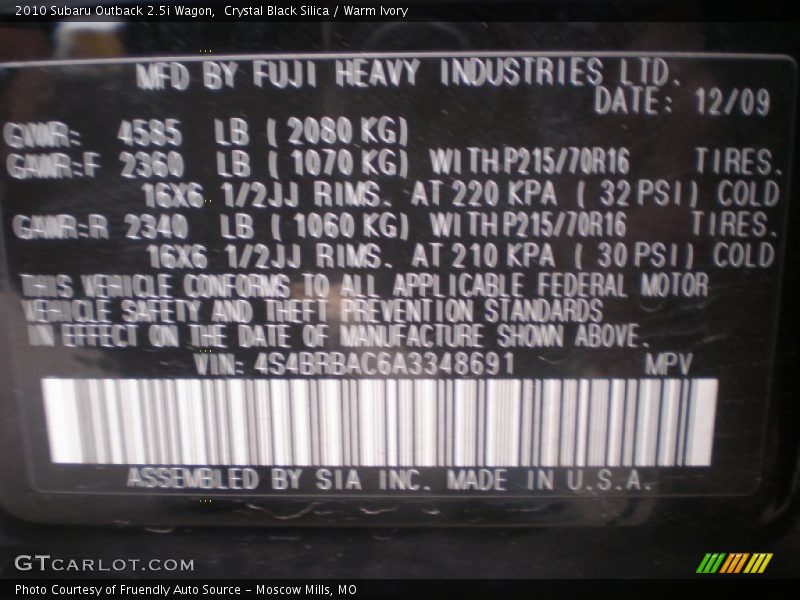 2010 Subaru Outback 2.5i Wagon,  Crystal Black Silica / Warm Ivory
MFD BY FUJI HEAVY INDUSTRIES LTD.
DATE: 12/09
GVWR: 4585 LB ( 2080 KG)
GAWR:F 2360 LB ( 1070 KG) WITH P215/70R16 TIRES.
16X6 1/2JJ RIMS. AT 220 KPA ( 32 PSI) COLD
GAWR:R 2340 LB ( 1060 KG) WITH P215/70R16 TIRES.
16X6 1/2JJ RIMS. AT 210 KPA ( 30 PSI) COLD
THIS VEHICLE CONFORMS TO ALL APPLICABLE FEDERAL MOTOR
VEHICLE SAFETY AND THEFT PREVENTION STANDARDS
IN EFFECT ON THE DATE OF MANUFACTURE SHOWN ABOVE.
VIN: 4S4BRBAC6A3348691 MPV
ASSEMBLED BY SIA INC. MADE IN U.S.A.
GTCARLOT.COM
Photo Courtesy of Fruendly Auto Source – Moscow Mills, MO